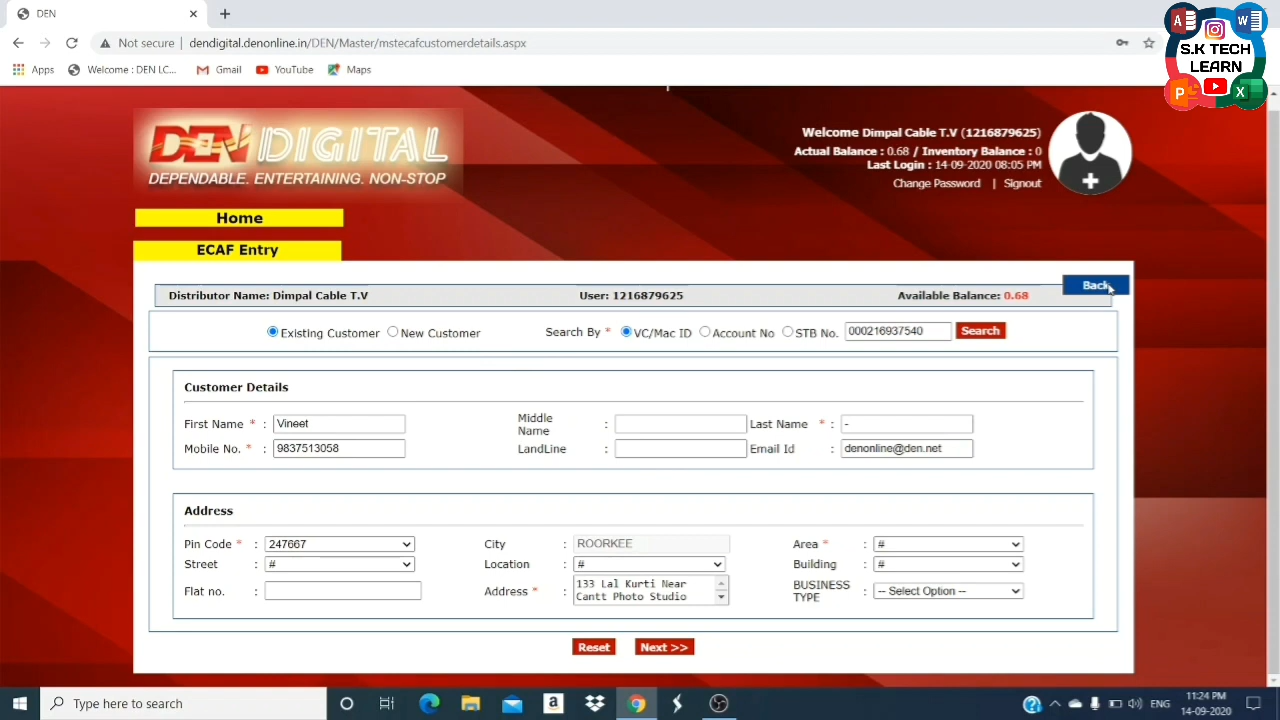 DEN
Not secure | dendigital.denonline.in/DEN/Master/mstecafcustomerdetails.aspx
Apps Welcome : DEN LC... Gmail YouTube Maps
S.K TECH
LEARN
DEN DIGITAL
DEPENDABLE. ENTERTAINING. NON-STOP
Welcome Dimpal Cable T.V (1216879625)
Actual Balance : 0.68 / Inventory Balance : 0
Last Login : 14-09-2020 08:05 PM
Change Password | Signout
Home
ECAF Entry
Back
Distributor Name: Dimpal Cable T.V User: 1216879625 Available Balance: 0.68
Existing Customer New Customer Search By * VC/Mac ID Account No STB No. 000216937540 Search
Customer Details
First Name * : Vineet Middle Name : Last Name * : -
Mobile No. * : 9837513058 LandLine : Email Id : denonline@den.net
Address
Pin Code * : 247667 City : ROORKEE Area * : #
Street : # Location : # Building : #
Flat no. : Address * : 133 Lal Kurti Near Cantt Photo Studio BUSINESS TYPE : -- Select Option --
Reset Next >>
Type here to search
ENG
11:24 PM
14-09-2020